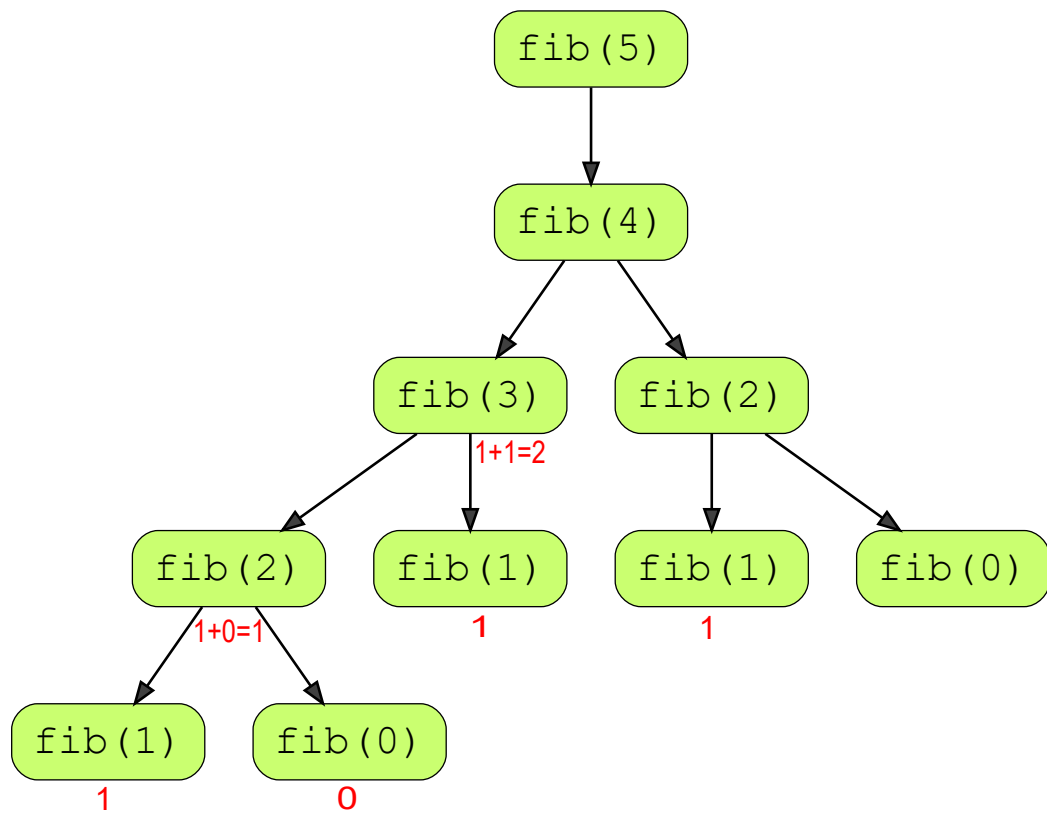 fib(5)
fib(4)
fib(3)
fib(2)
1+1=2
fib(2)
fib(1)
fib(1)
fib(0)
1+0=1
1
1
fib(1)
fib(0)
1
0